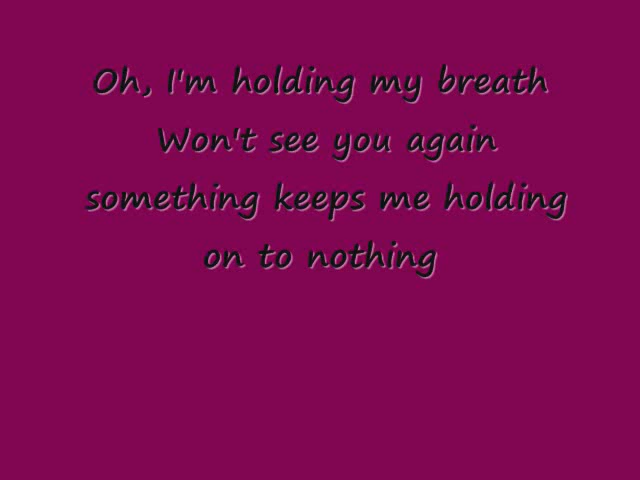 Oh, I'm holding my breath
Won't see you again
something keeps me holding
on to nothing